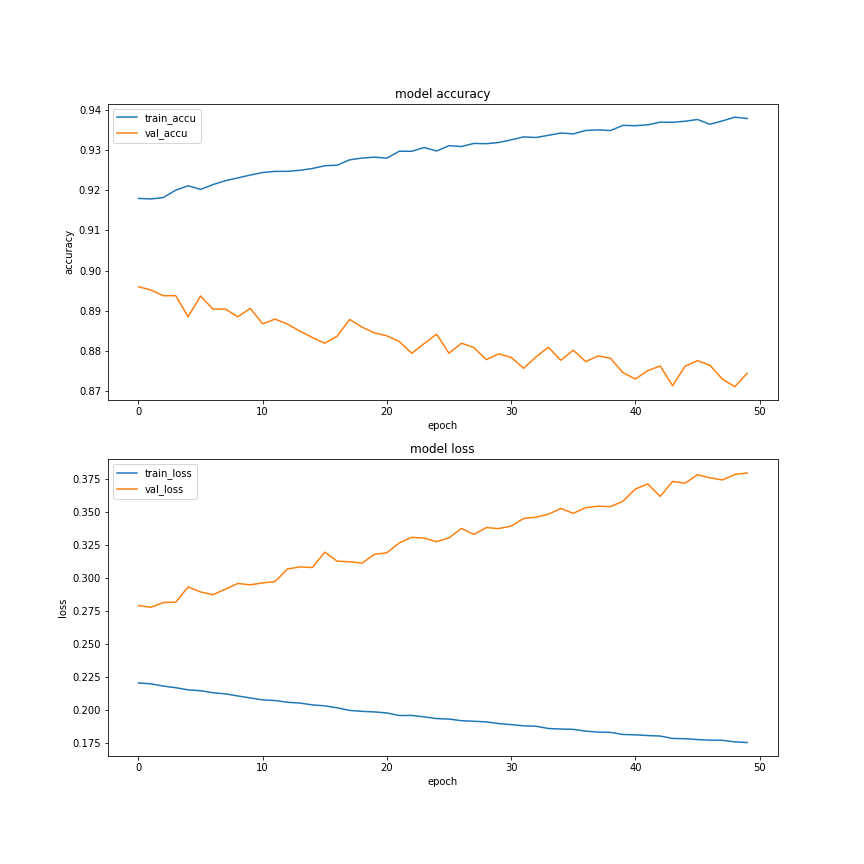 model accuracy
train_accu
val_accu
0.94
0.93
0.92
0.91
0.90
0.89
0.88
0.87
accuracy
0 10 20 30 40 50
epoch
model loss
train_loss
val_loss
0.375
0.350
0.325
0.300
0.275
0.250
0.225
0.200
0.175
loss
0 10 20 30 40 50
epoch